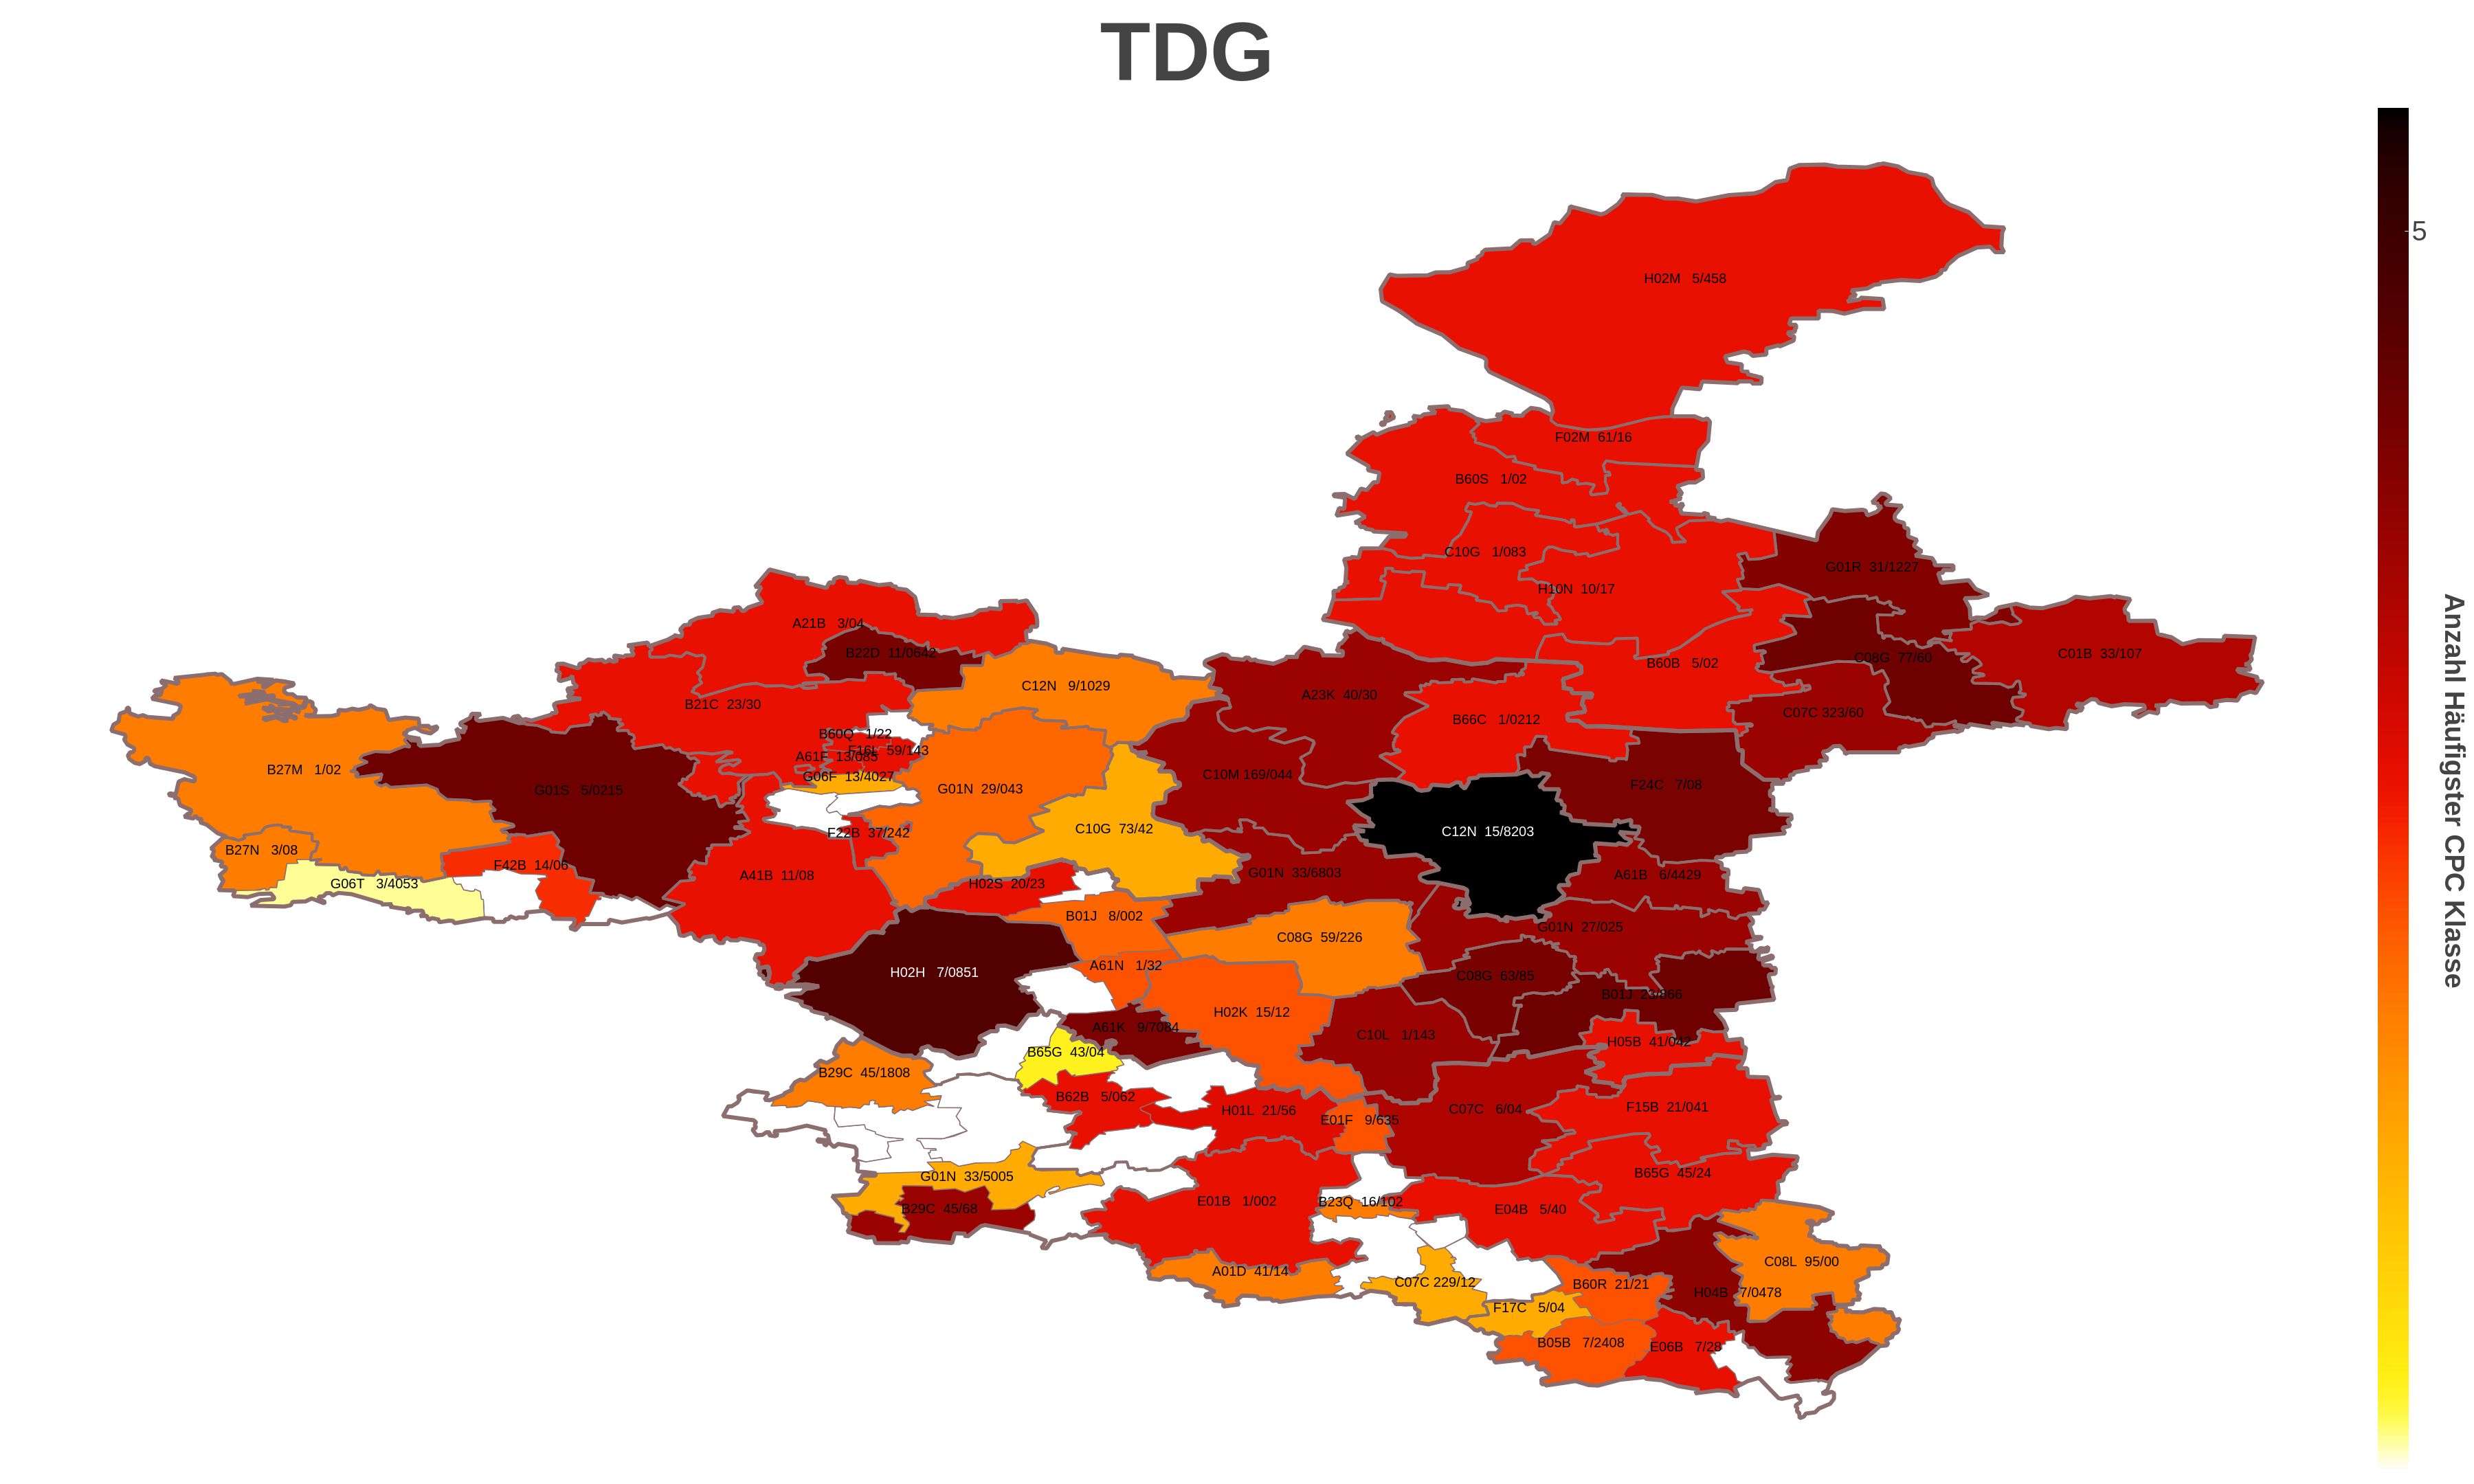 TDG
5
Anzahl Häufigster CPC Klasse
H02M 5/458
F02M 61/16
B60S 1/02
C10G 1/083
G01R 31/1227
H10N 10/17
A21B 3/04
B22D 11/0642
C08G 77/60
C01B 33/107
B60B 5/02
C12N 9/1029
A23K 40/30
B21C 23/30
C07C 323/60
B66C 1/0212
B60Q 1/22
F16L 59/143
A61F 13/085
B27M 1/02
C10M 169/044
G06F 13/4027
F24C 7/08
G01S 5/0215
G01N 29/043
C10G 73/42
C12N 15/8203
F22B 37/242
B27N 3/08
F42B 14/06
G01N 33/6803
A41B 11/08
A61B 6/4429
G06T 3/4053
H02S 20/23
B01J 8/002
G01N 27/025
C08G 59/226
A61N 1/32
H02H 7/0851
C08G 63/85
B01J 23/866
H02K 15/12
A61K 9/7084
C10L 1/143
H05B 41/042
B65G 43/04
B29C 45/1808
B62B 5/062
H01L 21/56
C07C 6/04
F15B 21/041
E01F 9/635
G01N 33/5005
B65G 45/24
E01B 1/002
B23Q 16/102
B29C 45/68
E04B 5/40
C08L 95/00
A01D 41/14
C07C 229/12
B60R 21/21
H04B 7/0478
F17C 5/04
B05B 7/2408
E06B 7/28